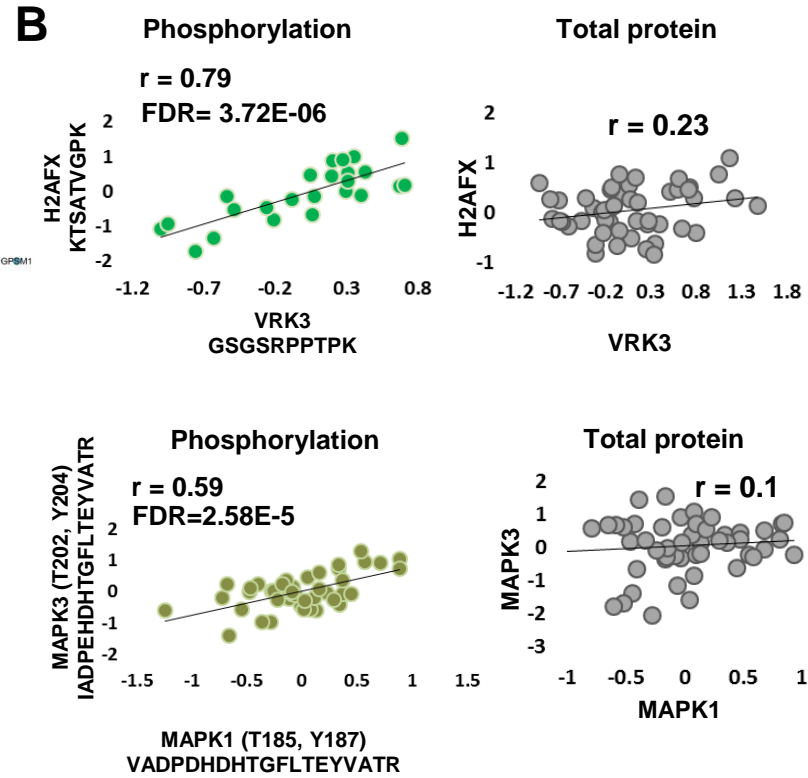 B
Phosphorylation
r = 0.79
FDR= 3.72E-06
H2AFX
KTSATVGPK
2
1
0
-1
-2
-1.2 -0.7 -0.2 0.3 0.8
VRK3
GSGSRPPTPK
GPSM1
Total protein
r = 0.23
H2AFX
2
1
0
-1
-1.2 -0.7 -0.2 0.3 0.8 1.3 1.8
VRK3
Phosphorylation
r = 0.59
FDR=2.58E-5
MAPK3 (T202, Y204)
IADPEHDHTGFLTEYVATR
2
1
0
-1
-2
-1.5 -1 -0.5 0 0.5 1 1.5
MAPK1 (T185, Y187)
VADPDHDHTGFLTEYVATR
Total protein
r = 0.1
MAPK3
2
1
0
-1
-2
-3
-1 -0.5 0 0.5 1
MAPK1